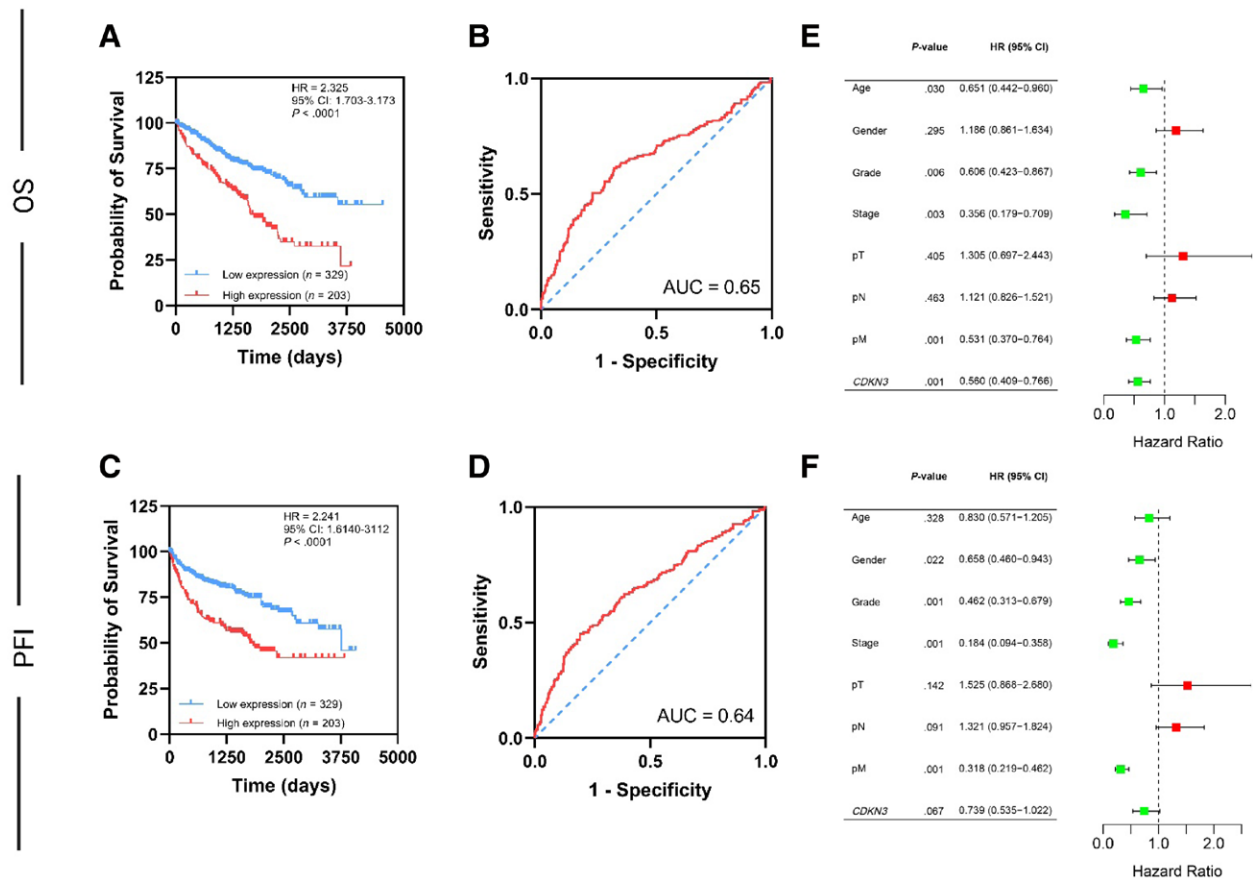 OS
A
125
100
75
50
25
0
Probability of Survival
HR = 2.325
95% CI: 1.703-3.173
P < .0001
Low expression (n = 329)
High expression (n = 203)
0 1250 2500 3750 5000
Time (days)
B
1.0
0.5
0.0
Sensitivity
AUC = 0.65
0.0 0.5 1.0
1 - Specificity
E
P-value HR (95% CI)
Age .030 0.651 (0.442−0.960)
Gender .295 1.186 (0.861−1.634)
Grade .006 0.606 (0.423−0.867)
Stage .003 0.356 (0.179−0.709)
pT .405 1.305 (0.697−2.443)
pN .463 1.121 (0.826−1.521)
pM .001 0.531 (0.370−0.764)
CDKN3 .001 0.560 (0.409−0.766)
0.0 1.0 2.0
Hazard Ratio
PFI
C
125
100
75
50
25
0
Probability of Survival
HR = 2.241
95% CI: 1.6140-3112
P < .0001
Low expression (n = 329)
High expression (n = 203)
0 1250 2500 3750 5000
Time (days)
D
1.0
0.5
0.0
Sensitivity
AUC = 0.64
0.0 0.5 1.0
1 - Specificity
F
P-value HR (95% CI)
Age .328 0.830 (0.571−1.205)
Gender .022 0.658 (0.460−0.943)
Grade .001 0.462 (0.313−0.679)
Stage .001 0.184 (0.094−0.358)
pT .142 1.525 (0.868−2.680)
pN .091 1.321 (0.957−1.824)
pM .001 0.318 (0.219−0.462)
CDKN3 .067 0.739 (0.535−1.022)
0.0 1.0 2.0
Hazard Ratio